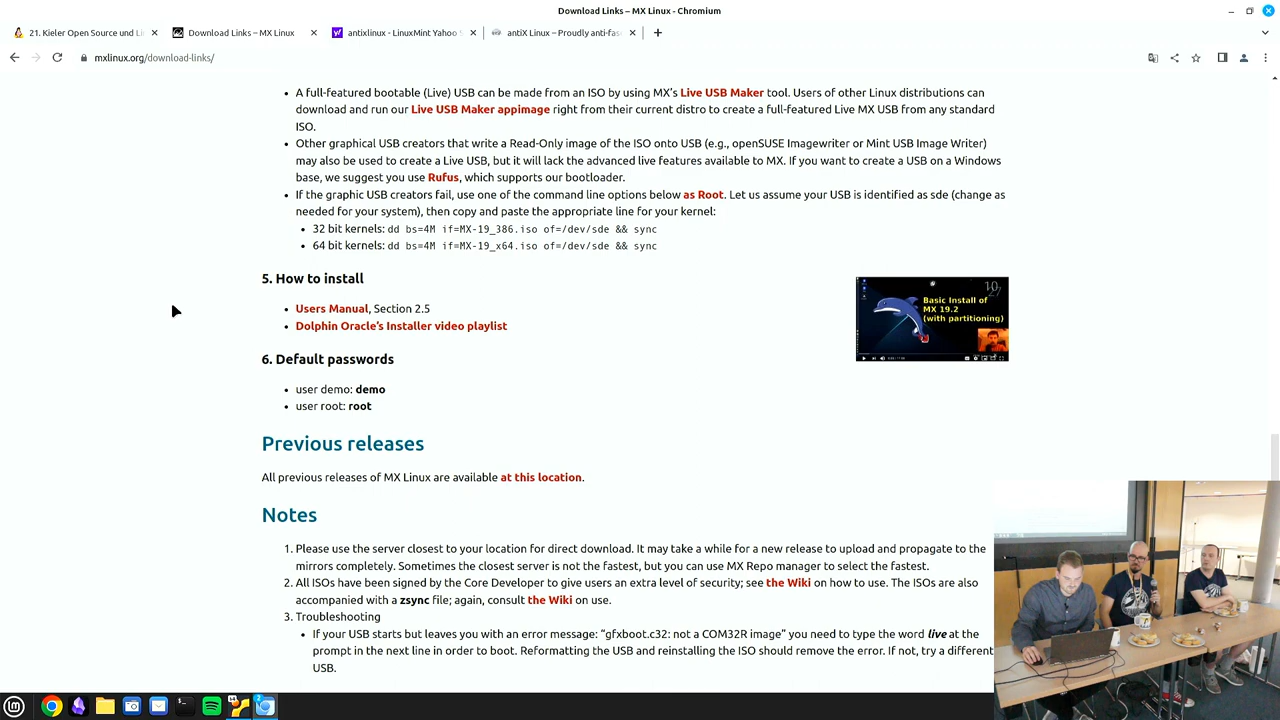 Download Links – MX Linux - Chromium
21. Kieler Open Source und Lin
Download Links – MX Linux
antixlinux - LinuxMint Yahoo S
antiX Linux – Proudly anti-fas
mxlinux.org/download-links/
A full-featured bootable (Live) USB can be made from an ISO by using MX's Live USB Maker tool. Users of other Linux distributions can
download and run our Live USB Maker appimage right from their current distro to create a full-featured Live MX USB from any standard
ISO.
Other graphical USB creators that write a Read-Only image of the ISO onto USB (e.g., openSUSE Imagewriter or Mint USB Image Writer)
may also be used to create a Live USB, but it will lack the advanced live features available to MX. If you want to create a USB on a Windows
base, we suggest you use Rufus, which supports our bootloader.
If the graphic USB creators fail, use one of the command line options below as Root. Let us assume your USB is identified as sde (change as
needed for your system), then copy and paste the appropriate line for your kernel:
32 bit kernels: dd bs=4M if=MX-19_386.iso of=/dev/sde && sync
64 bit kernels: dd bs=4M if=MX-19_x64.iso of=/dev/sde && sync
5. How to install
Users Manual, Section 2.5
Dolphin Oracle's Installer video playlist
Basic Install of
MX 19.2
(with partitioning)
6. Default passwords
user demo: demo
user root: root
Previous releases
All previous releases of MX Linux are available at this location.
Notes
1. Please use the server closest to your location for direct download. It may take a while for a new release to upload and propagate to the
mirrors completely. Sometimes the closest server is not the fastest, but you can use MX Repo manager to select the fastest.
2. All ISOs have been signed by the Core Developer to give users an extra level of security; see the Wiki on how to use. The ISOs are also
accompanied with a zsync file; again, consult the Wiki on use.
3. Troubleshooting
If your USB starts but leaves you with an error message: "gfxboot.c32: not a COM32R image" you need to type the word live at the
prompt in the next line in order to boot. Reformatting the USB and reinstalling the ISO should remove the error. If not, try a different
USB.